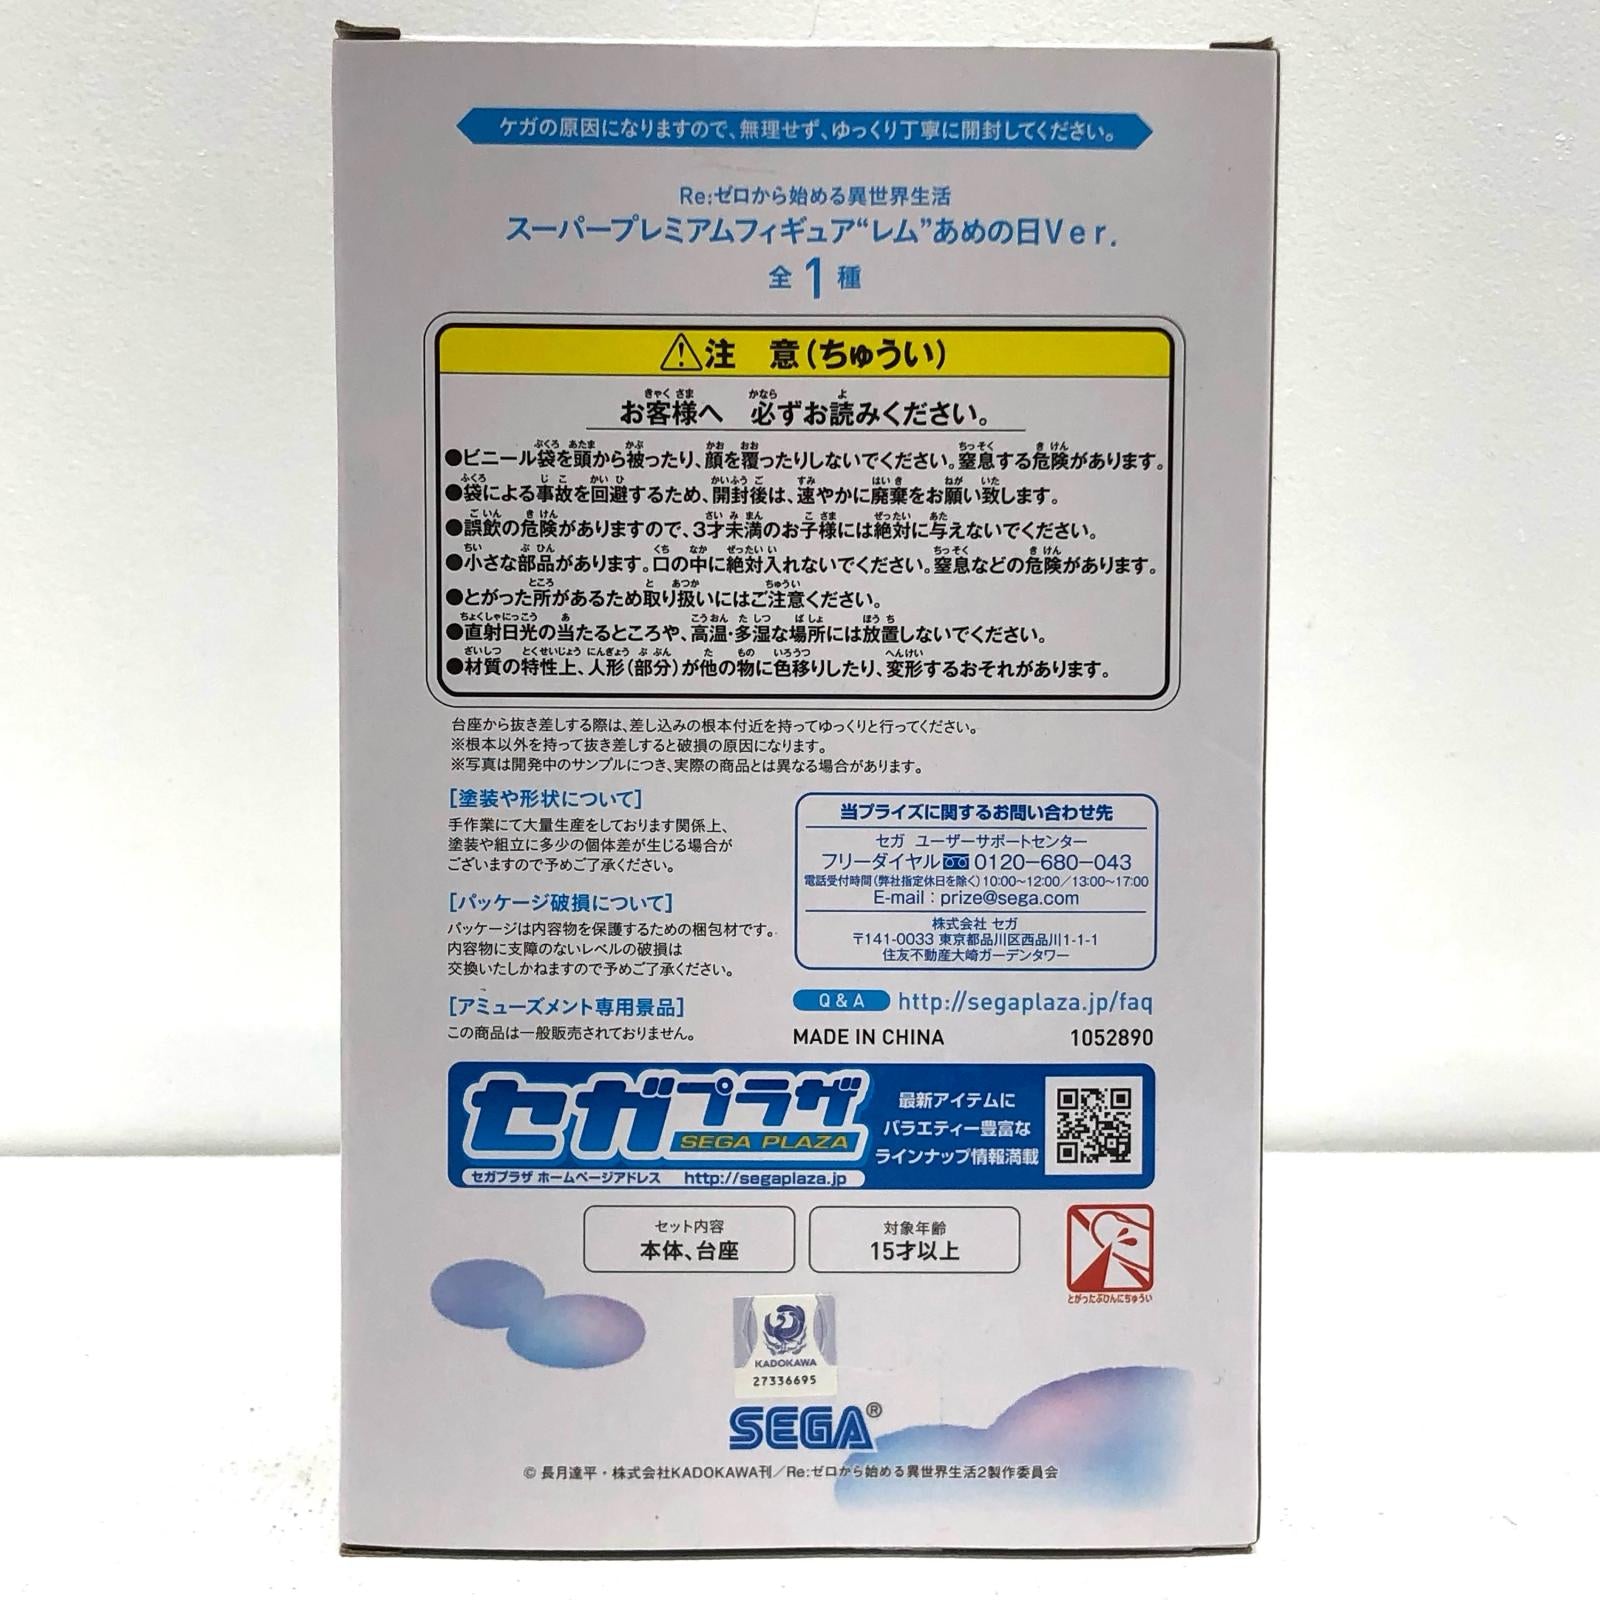 ケガの原因になりますので、無理せず、ゆっくり丁寧に開封してください。
Re:ゼロから始める異世界生活
スーパープレミアムフィギュア“レム”あめの日Ver.
全1種
注 意(ちゅうい)
お客様へ 必ずお読みください。
●ビニール袋を頭から被ったり、顔を覆ったりしないでください。窒息する危険があります。
●袋による事故を回避するため、開封後は、速やかに廃棄をお願い致します。
●誤飲の危険がありますので、3才未満のお子様には絶対に与えないでください。
●小さな部品があります。口の中に絶対入れないでください。窒息などの危険があります。
●とがった所があるため取り扱いにはご注意ください。
●直射日光の当たるところや、高温・多湿な場所には放置しないでください。
●材質の特性上、人形(部分)が他の物に色移りしたり、変形するおそれがあります。
台座から抜き差しする際は、差し込みの根本付近を持ってゆっくりと行ってください。
※根本以外を持って抜き差しすると破損の原因になります。
※写真は開発中のサンプルにつき、実際の商品とは異なる場合があります。
[塗装や形状について]
手作業にて大量生産をしております関係上、
塗装や組立に多少の個体差が生じる場合が
ございますので予めご了承ください。
[パッケージ破損について]
パッケージは内容物を保護するための梱包材です。
内容物に支障のないレベルの破損は
交換いたしかねますので予めご了承ください。
[アミューズメント専用景品]
この商品は一般販売されておりません。
当プライズに関するお問い合わせ先
セガ ユーザーサポートセンター
フリーダイヤル 0120-680-043
電話受付時間(弊社指定休日を除く)10:00~12:00/13:00~17:00
E-mail : prize@sega.com
株式会社 セガ
〒141-0033 東京都品川区西品川1-1-1
住友不動産大崎ガーデンタワー
Q & A http://segaplaza.jp/faq
MADE IN CHINA 1052890
セガプラザ
SEGA PLAZA
セガプラザ ホームページアドレス http://segaplaza.jp
最新アイテムに
バラエティー豊富な
ラインナップ情報満載
セット内容
本体、台座
対象年齢
15才以上
とがったぶひんにちゅうい
KADOKAWA
27336695
SEGA®
© 長月達平・株式会社KADOKAWA刊/Re:ゼロから始める異世界生活2製作委員会